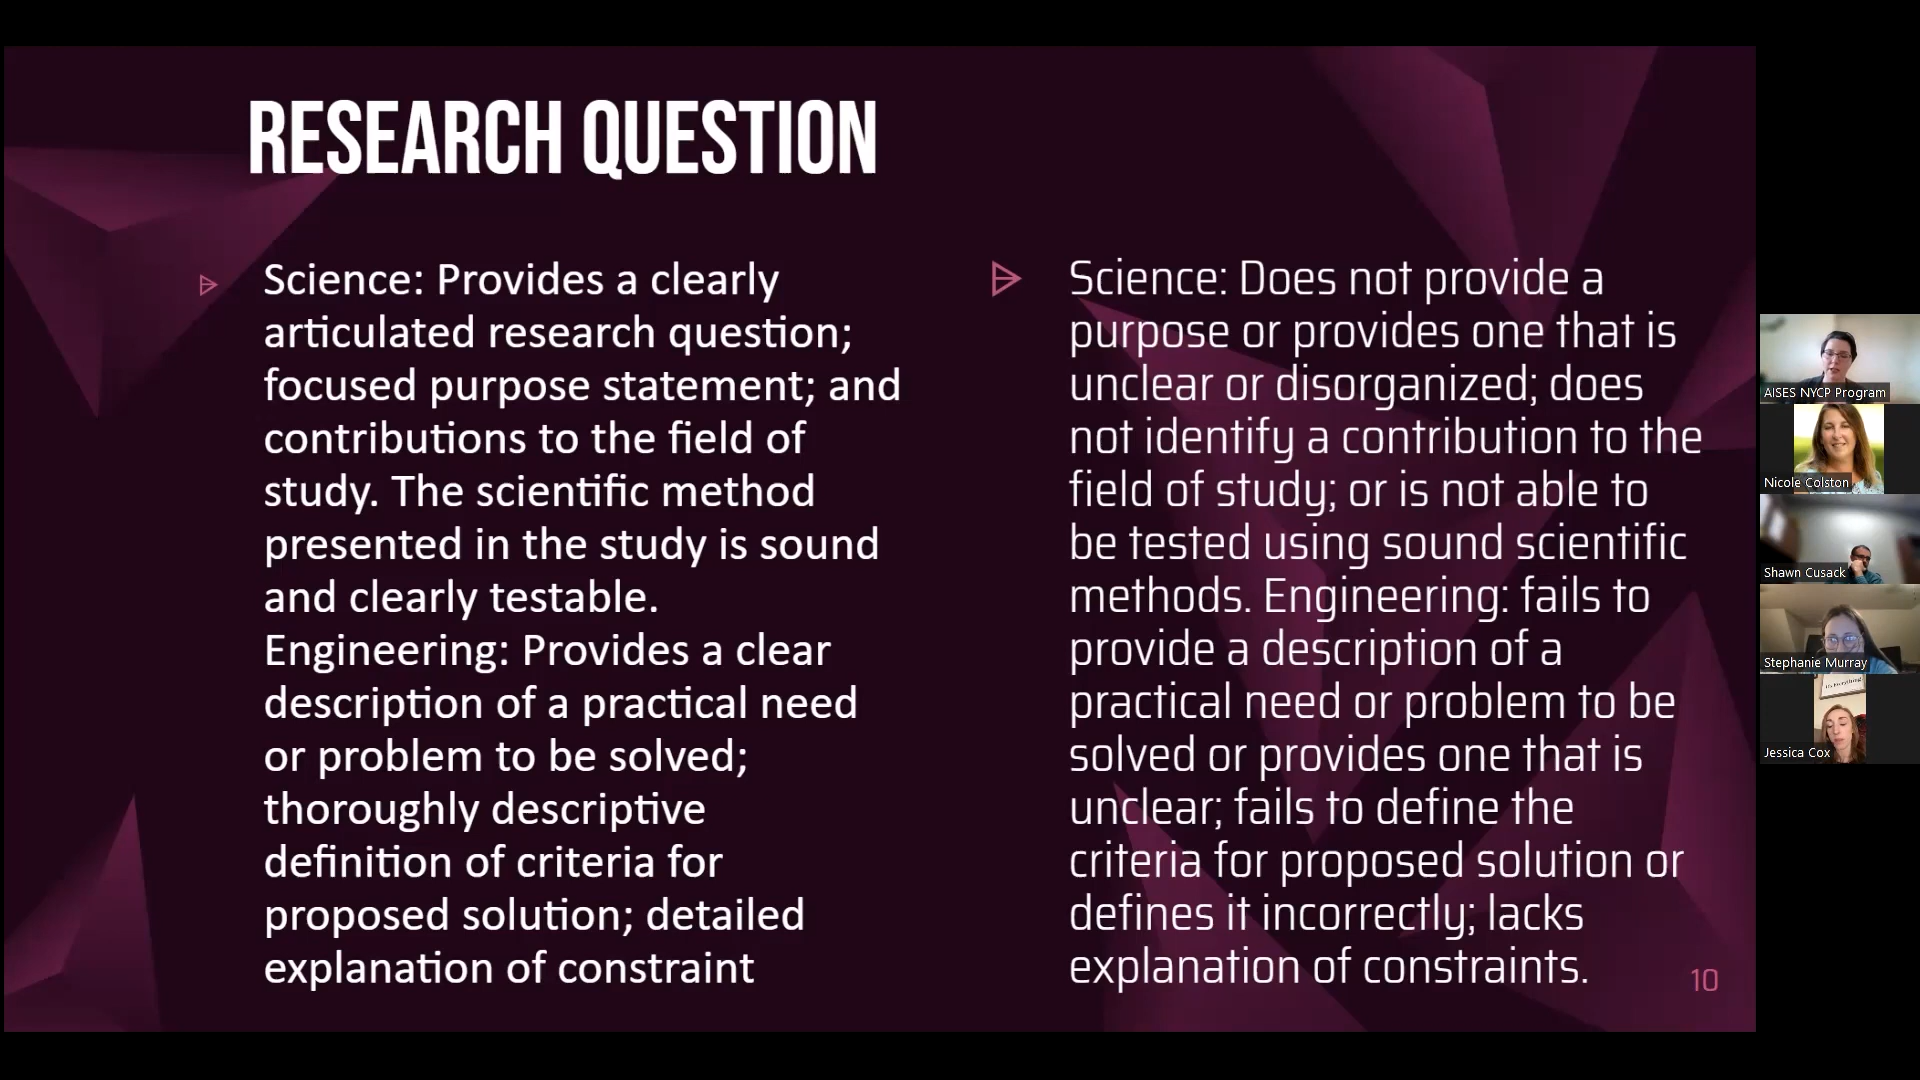 RESEARCH QUESTION
Science: Provides a clearly
articulated research question;
focused purpose statement; and
contributions to the field of
study. The scientific method
presented in the study is sound
and clearly testable.
Engineering: Provides a clear
description of a practical need
or problem to be solved;
thoroughly descriptive
definition of criteria for
proposed solution; detailed
explanation of constraint
Science: Does not provide a
purpose or provides one that is
unclear or disorganized; does
not identify a contribution to the
field of study; or is not able to
be tested using sound scientific
methods. Engineering: fails to
provide a description of a
practical need or problem to be
solved or provides one that is
unclear; fails to define the
criteria for proposed solution or
defines it incorrectly; lacks
explanation of constraints.
10
AISES NYCP Program
Nicole Colston
Shawn Cusack
Stephanie Murray
Jessica Cox